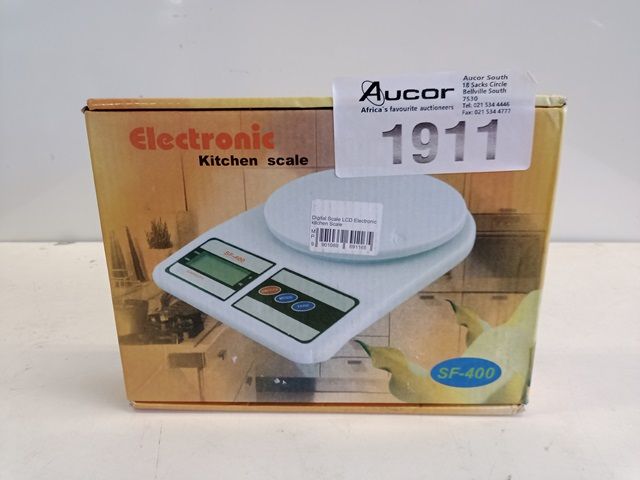 Aucor
Africa's favourite auctioneers
Aucor South
18 Sacks Circle
Bellville South
7530
Tel: 021 534 4446
Fax: 021 534 4777
1911
Electronic
Kitchen scale
Digital Scale LCD Electronic
Kitchen Scale
SF-400
SF-400